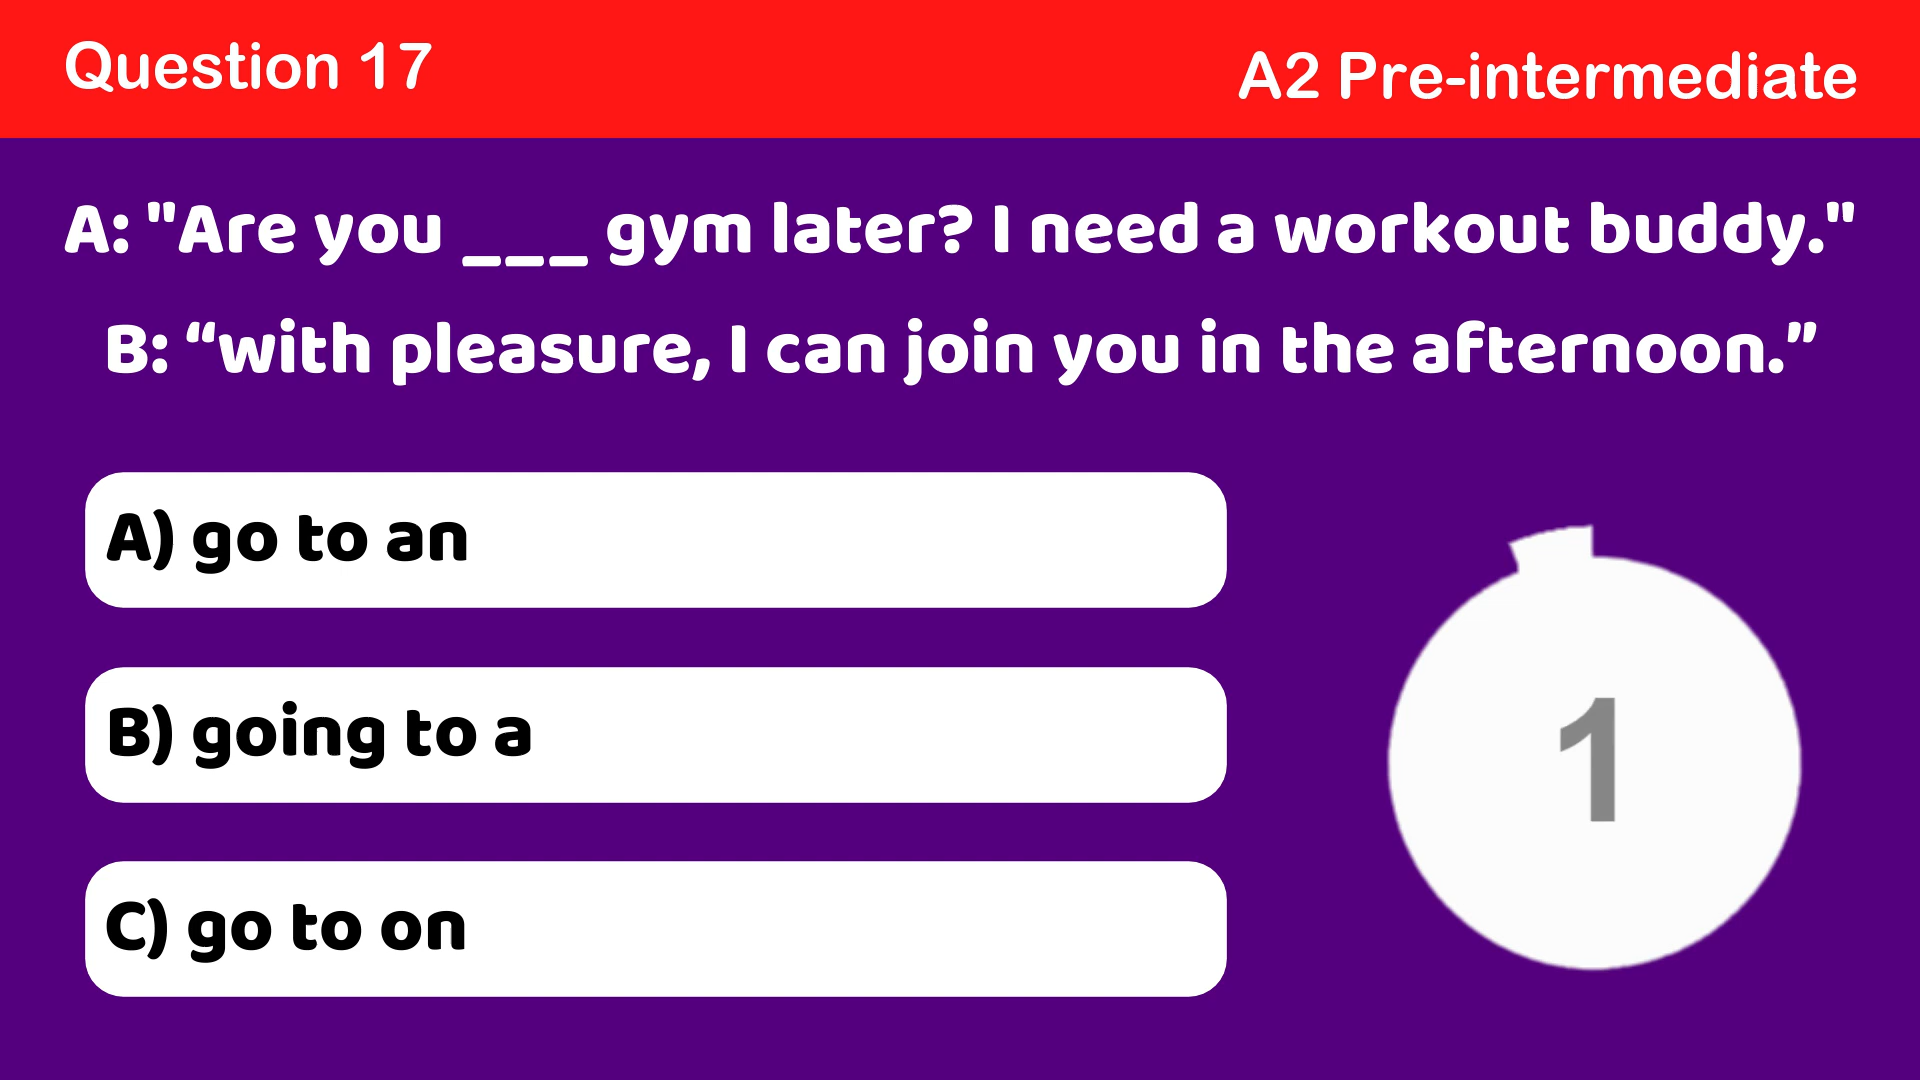 Question 17
A2 Pre-intermediate
A: "Are you ___ gym later? I need a workout buddy."
B: “with pleasure, I can join you in the afternoon.”
A) go to an
B) going to a
1
C) go to on